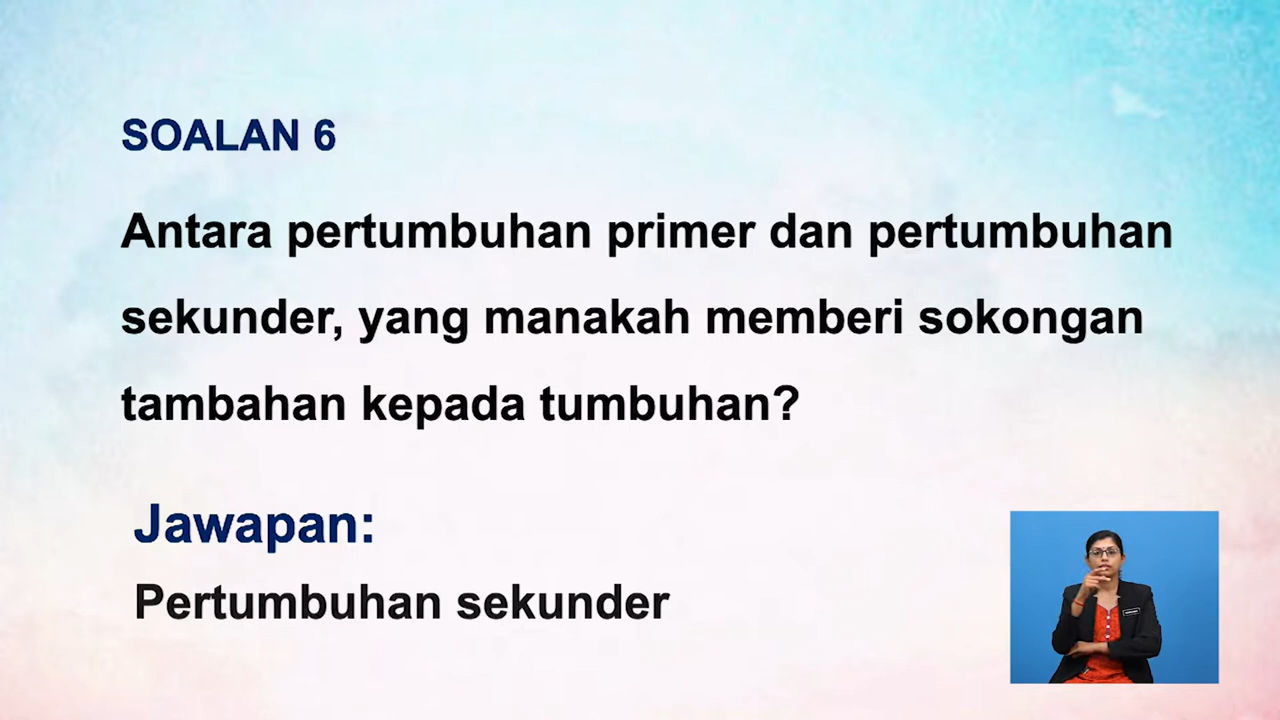 SOALAN 6
Antara pertumbuhan primer dan pertumbuhan
sekunder, yang manakah memberi sokongan
tambahan kepada tumbuhan?
Jawapan:
Pertumbuhan sekunder